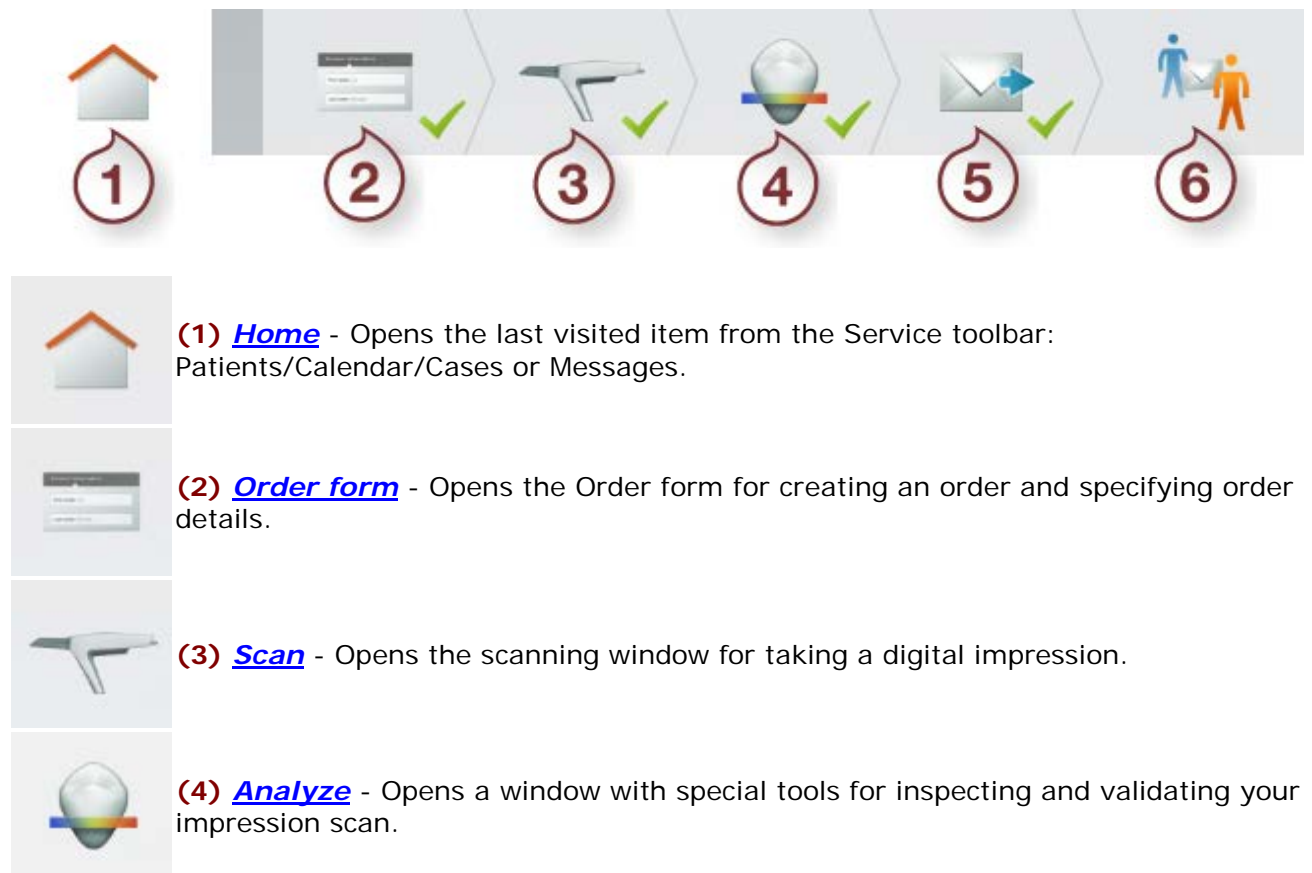 1
2
3
4
5
6
(1) Home - Opens the last visited item from the Service toolbar:
Patients/Calendar/Cases or Messages.
(2) Order form - Opens the Order form for creating an order and specifying order
details.
(3) Scan - Opens the scanning window for taking a digital impression.
(4) Analyze - Opens a window with special tools for inspecting and validating your
impression scan.